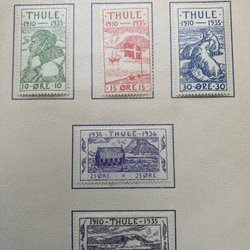 THULE
1910 - 1935
10 ØRE 10
THULE
1910 - 1935
15 ØRE 15
THULE
1910 - 1935
30 ØRE 30
1936 - THULE - 1936
25 ØRE 25 ØRE
1910 - THULE - 1935